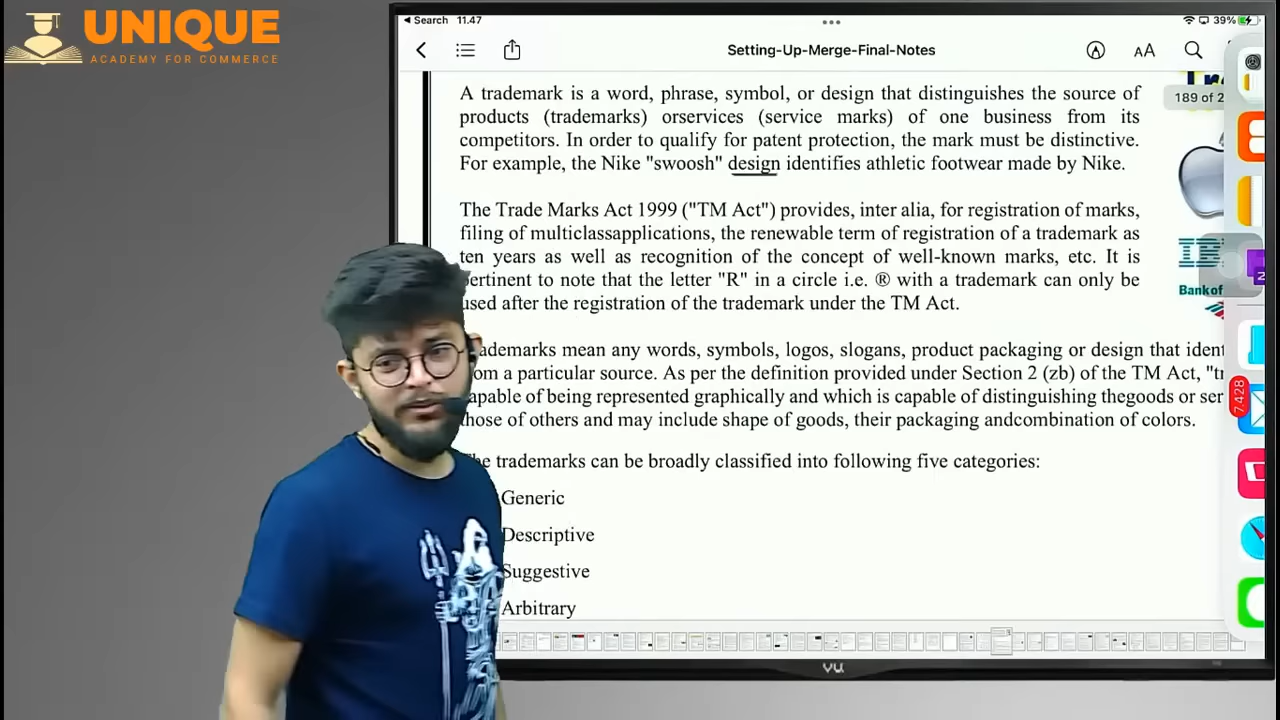 UNIQUE
ACADEMY FOR COMMERCE
Search 11.47
39%
Setting-Up-Merge-Final-Notes
AA
189 of 2
A trademark is a word, phrase, symbol, or design that distinguishes the source of
products (trademarks) orservices (service marks) of one business from its
competitors. In order to qualify for patent protection, the mark must be distinctive.
For example, the Nike "swoosh" design identifies athletic footwear made by Nike.
The Trade Marks Act 1999 ("TM Act") provides, inter alia, for registration of marks,
filing of multiclassapplications, the renewable term of registration of a trademark as
ten years as well as recognition of the concept of well-known marks, etc. It is
pertinent to note that the letter "R" in a circle i.e. ® with a trademark can only be
used after the registration of the trademark under the TM Act.
IBM
Bank of
ademarks mean any words, symbols, logos, slogans, product packaging or design that ident
om a particular source. As per the definition provided under Section 2 (zb) of the TM Act, "tr
capable of being represented graphically and which is capable of distinguishing thegoods or ser
those of others and may include shape of goods, their packaging andcombination of colors.
7.428
he trademarks can be broadly classified into following five categories:
Generic
Descriptive
Suggestive
Arbitrary
vu